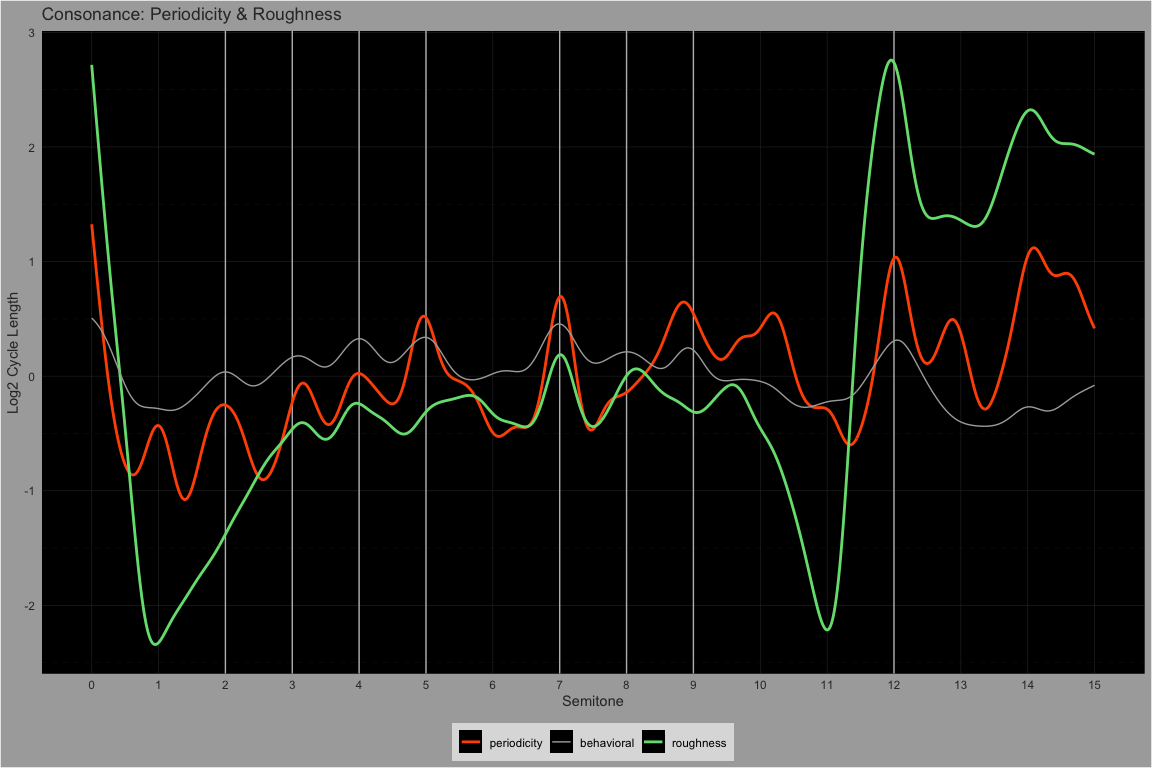 Consonance: Periodicity & Roughness
3
2
1
0
-1
-2
Log2 Cycle Length
0 1 2 3 4 5 6 7 8 9 10 11 12 13 14 15
Semitone
periodicity behavioral roughness